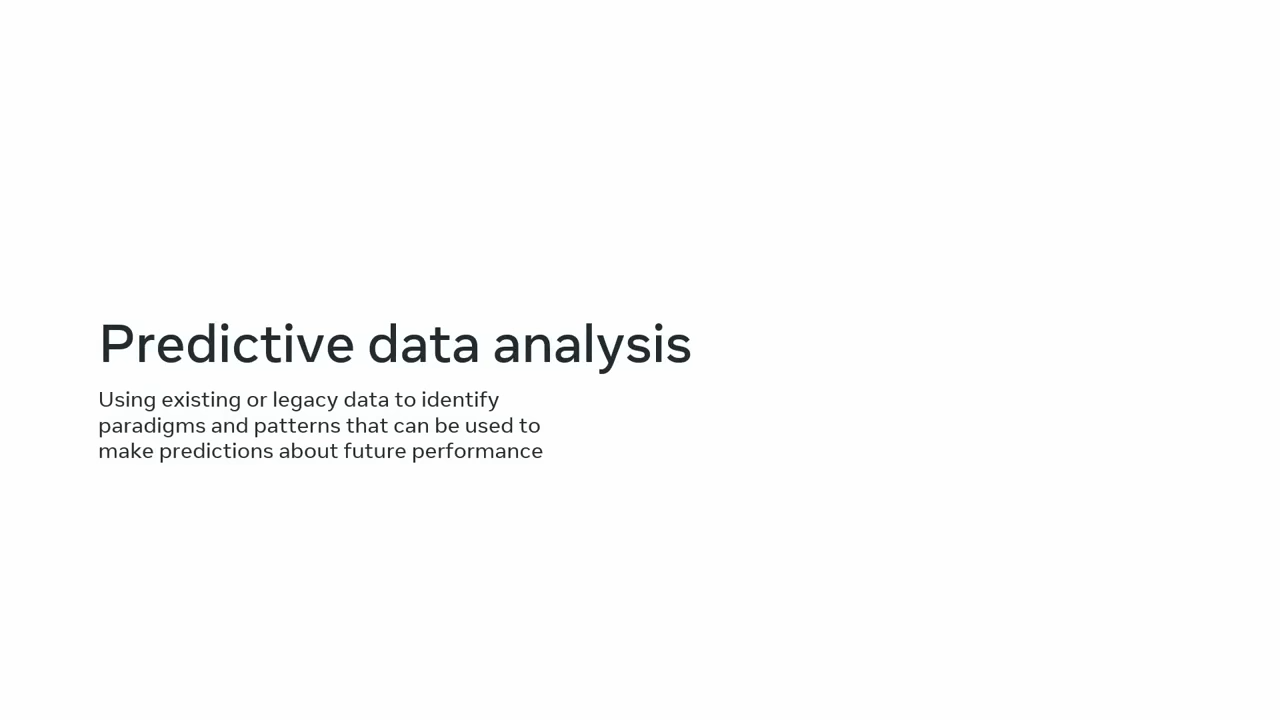 Predictive data analysis
Using existing or legacy data to identify
paradigms and patterns that can be used to
make predictions about future performance